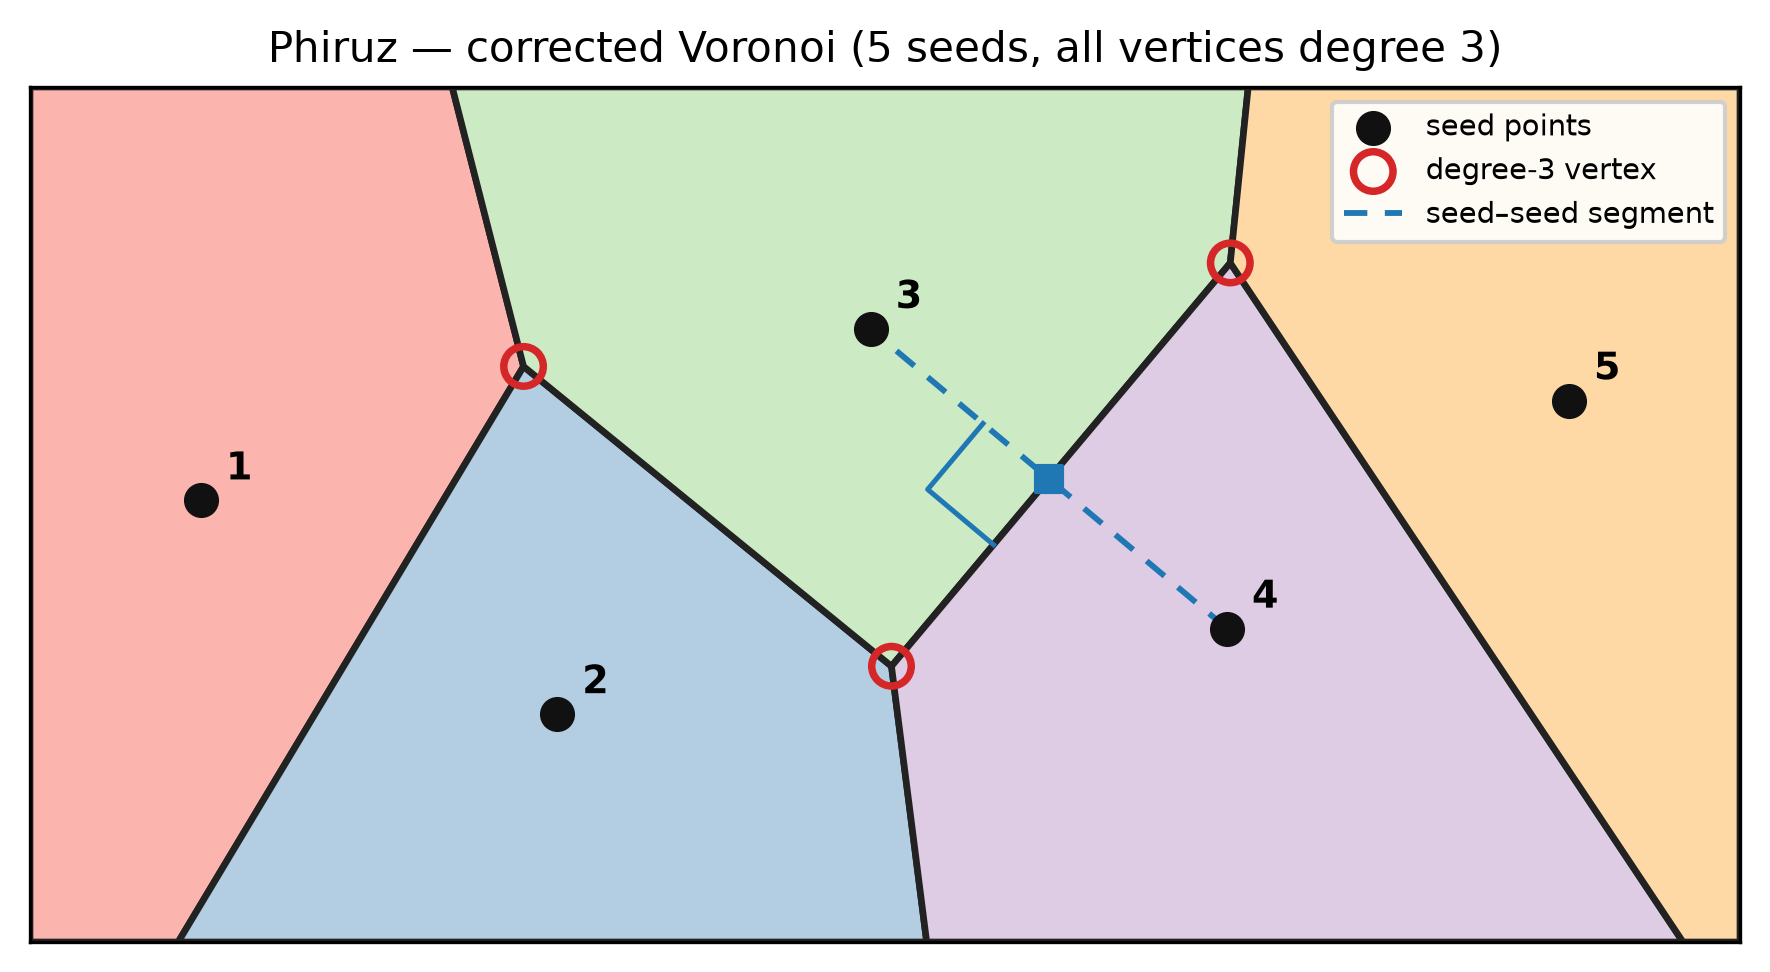 Phiruz — corrected Voronoi (5 seeds, all vertices degree 3)
seed points
degree-3 vertex
seed–seed segment
3
5
1
4
2